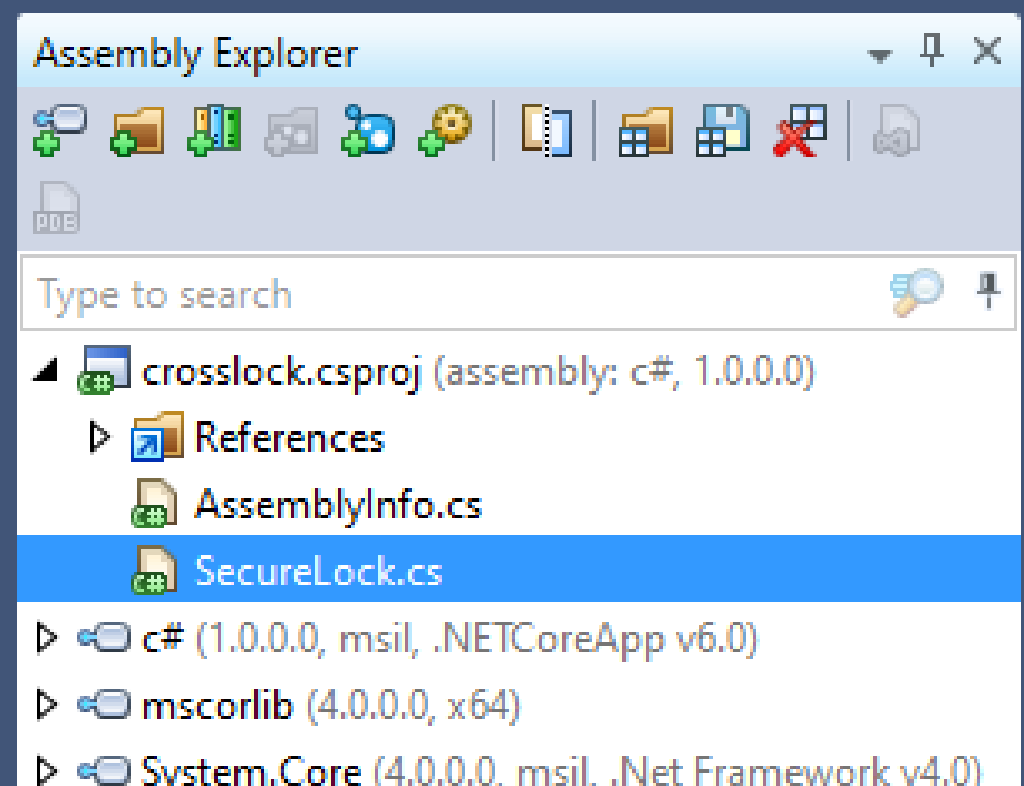 Assembly Explorer
PDB
Type to search
crosslock.csproj (assembly: c#, 1.0.0.0)
C#
References
AssemblyInfo.cs
C#
SecureLock.cs
C#
c# (1.0.0.0, msil, .NETCoreApp v6.0)
mscorlib (4.0.0.0, x64)
System.Core (4.0.0.0, msil, .Net Framework v4.0)